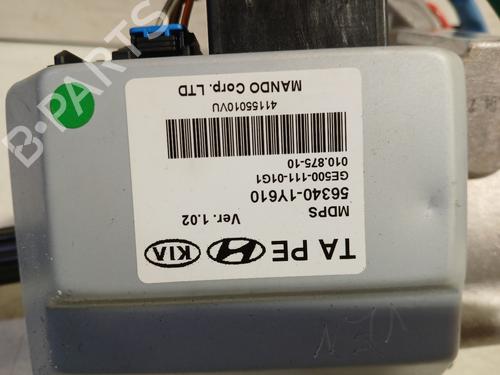 TA PE
KIA
MDPS
Ver. 1.02
56340-1Y610
GE500-111-01G1
010.875-10
41155010VU
MANDO Corp. LTD
B-PARTS